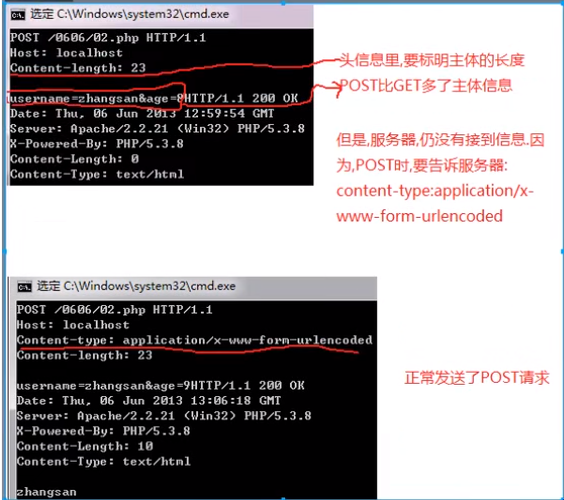 选定 C:\Windows\system32\cmd.exe
POST /0606/02.php HTTP/1.1
Host: localhost
Content-length: 23
username=zhangsan&age=8HTTP/1.1 200 OK
Date: Thu, 06 Jun 2013 12:59:54 GMT
Server: Apache/2.2.21 (Win32) PHP/5.3.8
X-Powered-By: PHP/5.3.8
Content-Length: 0
Content-Type: text/html
头信息里,要标明主体的长度
POST比GET多了主体信息
但是,服务器,仍没有接到信息.因
为,POST时,要告诉服务器:
content-type:application/x-
www-form-urlencoded
选定 C:\Windows\system32\cmd.exe
POST /0606/02.php HTTP/1.1
Host: localhost
Content-type: application/x-www-form-urlencoded
Content-length: 23
username=zhangsan&age=9HTTP/1.1 200 OK
Date: Thu, 06 Jun 2013 13:06:18 GMT
Server: Apache/2.2.21 (Win32) PHP/5.3.8
X-Powered-By: PHP/5.3.8
Content-Length: 10
Content-Type: text/html
zhangsan
正常发送了POST请求